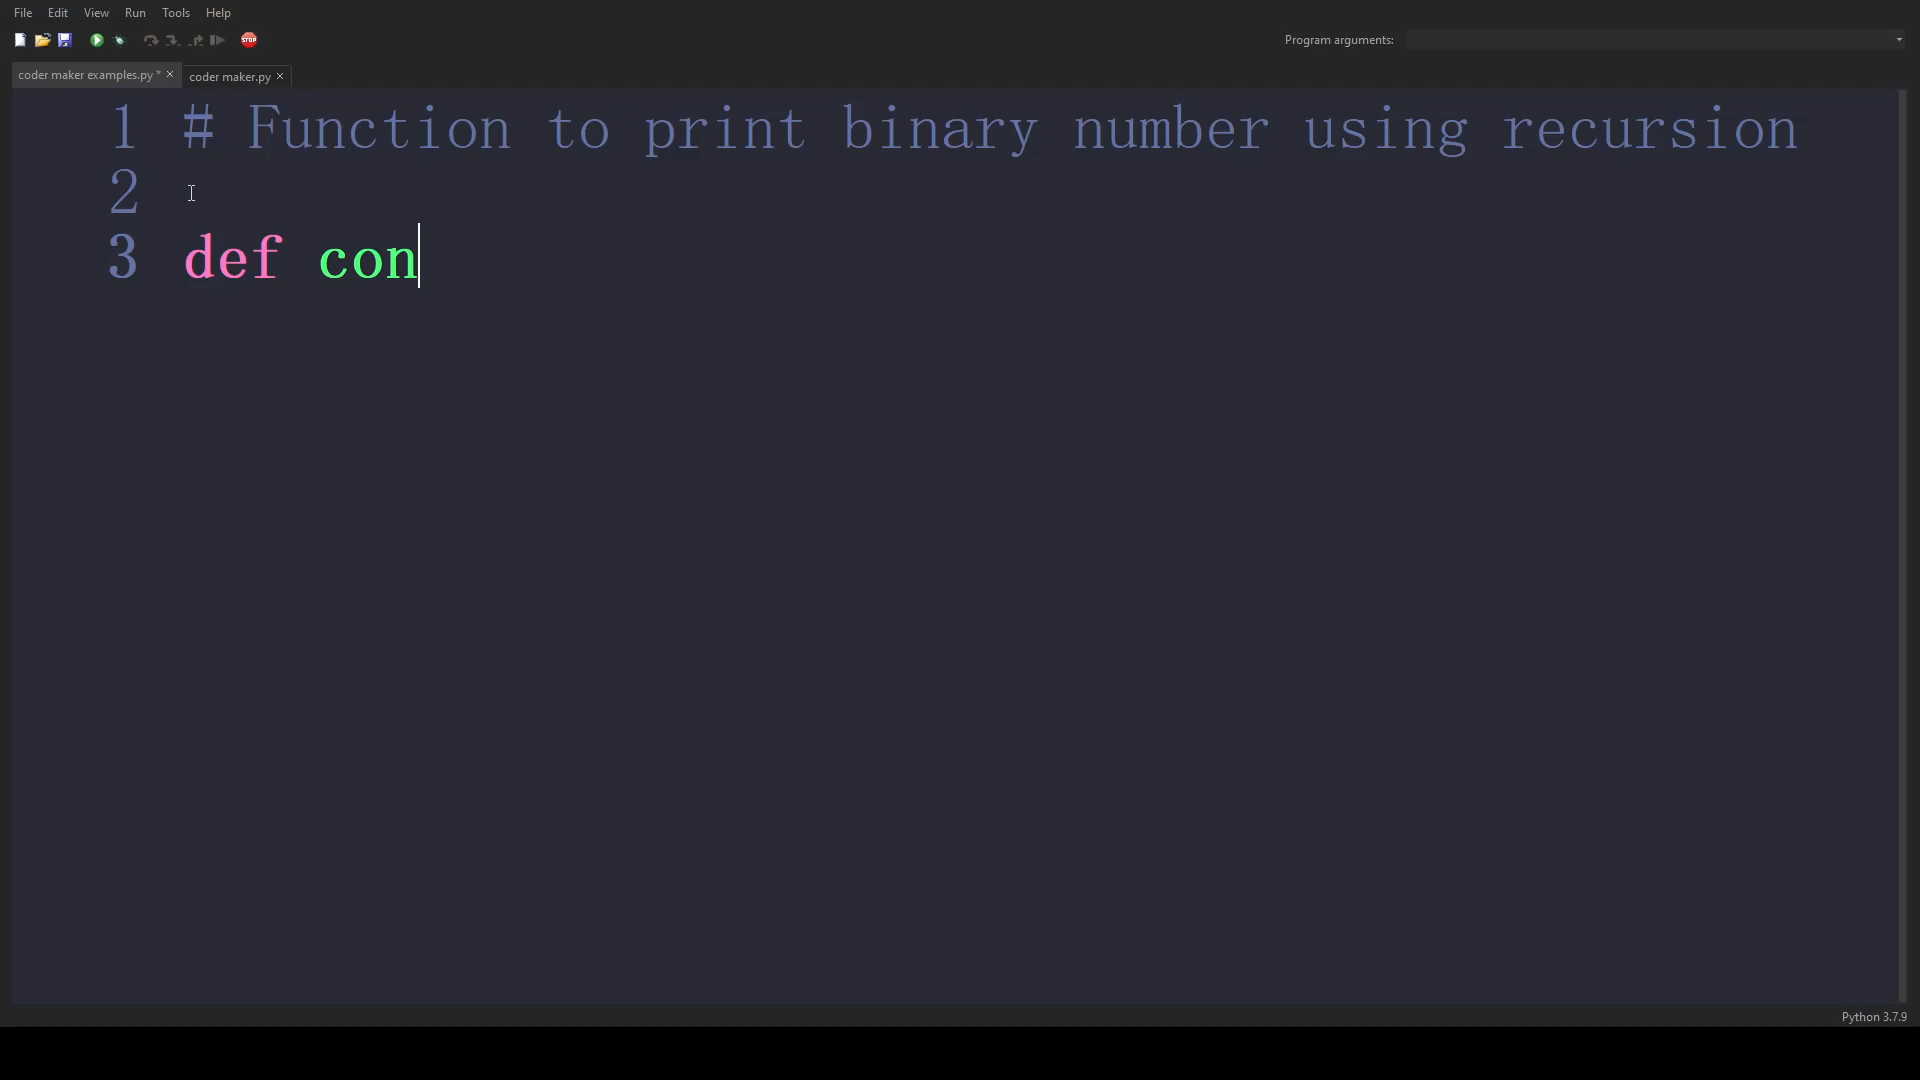 File Edit View Run Tools Help
STOP Program arguments:
coder maker examples.py * × coder maker.py ×
1 # Function to print binary number using recursion
2
3 def con
Python 3.7.9